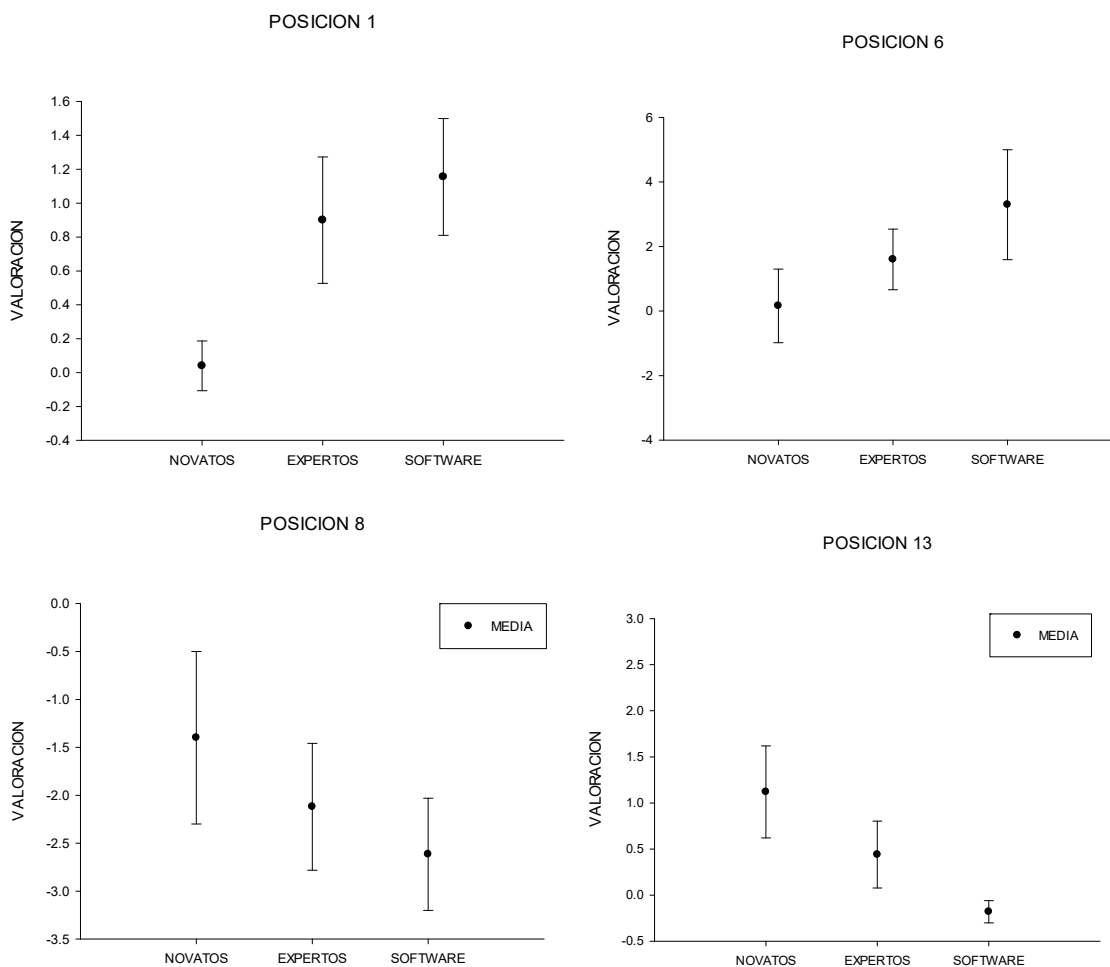 POSICION 1
VALORACION
1.6
1.4
1.2
1.0
0.8
0.6
0.4
0.2
0.0
-0.2
-0.4
NOVATOS EXPERTOS SOFTWARE
POSICION 6
VALORACION
6
4
2
0
-2
-4
NOVATOS EXPERTOS SOFTWARE
POSICION 8
VALORACION
0.0
-0.5
-1.0
-1.5
-2.0
-2.5
-3.0
-3.5
MEDIA
NOVATOS EXPERTOS SOFTWARE
POSICION 13
VALORACION
3.0
2.5
2.0
1.5
1.0
0.5
0.0
-0.5
MEDIA
NOVATOS EXPERTOS SOFTWARE